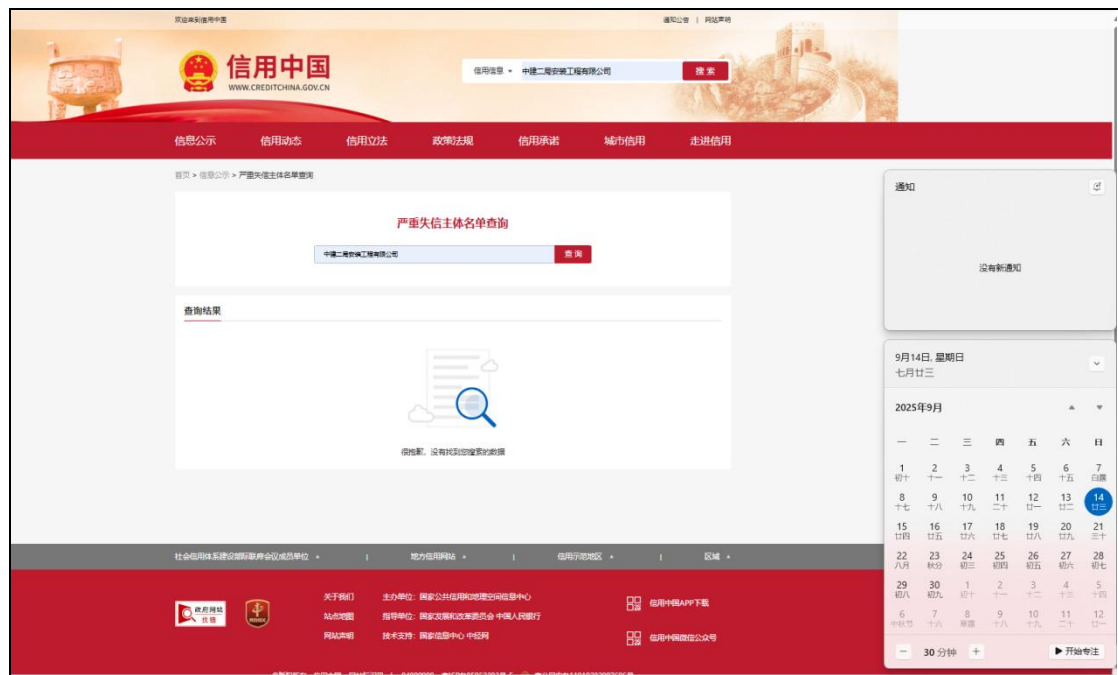 欢迎来到信用中国
通知公告 | 网站声明
信用中国
WWW.CREDITCHINA.GOV.CN
信用信息 中建二局安装工程有限公司 搜索
信息公示 信用动态 信用立法 政策法规 信用承诺 城市信用 走进信用
首页 > 信息公示 > 严重失信主体名单查询
严重失信主体名单查询
中建二局安装工程有限公司 查询
查询结果
很抱歉，没有找到您搜索的数据
社会信用体系建设部际联席会议成员单位 | 地方信用网站 | 信用示范地区 | 区域
政府网站
找错
关于我们 主办单位：国家公共信用和地理空间信息中心
站点地图 指导单位：国家发展和改革委员会 中国人民银行
网站声明 技术支持：国家信息中心 中经网
信用中国APP下载
信用中国微信公众号
通知
没有新通知
9月14日, 星期日
七月廿三
2025年9月
一 二 三 四 五 六 日
1 2 3 4 5 6 7
初十 十一 十二 十三 十四 十五 白露
8 9 10 11 12 13 14
十七 十八 十九 二十 廿一 廿二 廿三
15 16 17 18 19 20 21
廿四 廿五 廿六 廿七 廿八 廿九 三十
22 23 24 25 26 27 28
八月 秋分 初三 初四 初五 初六 初七
29 30 1 2 3 4 5
初八 初九 初十 十一 十二 十三 十四
6 7 8 9 10 11 12
中秋节 十六 寒露 十八 十九 二十 廿一
30 分钟 开始专注